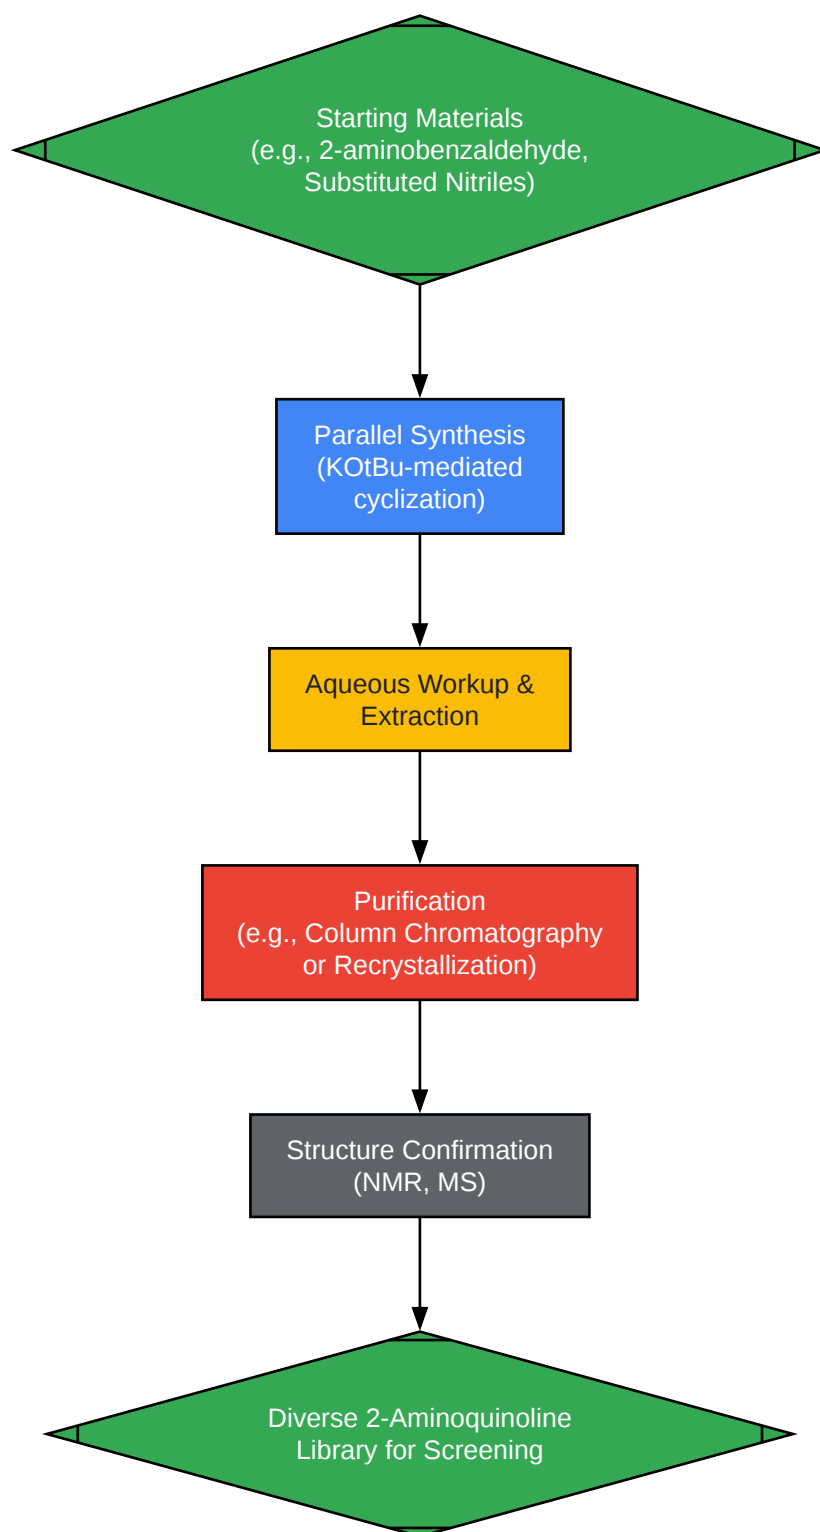 Starting Materials
(e.g., 2-aminobenzaldehyde,
Substituted Nitriles)
Parallel Synthesis
(KOtBu-mediated
cyclization)
Aqueous Workup &
Extraction
Purification
(e.g., Column Chromatography
or Recrystallization)
Structure Confirmation
(NMR, MS)
Diverse 2-Aminoquinoline
Library for Screening